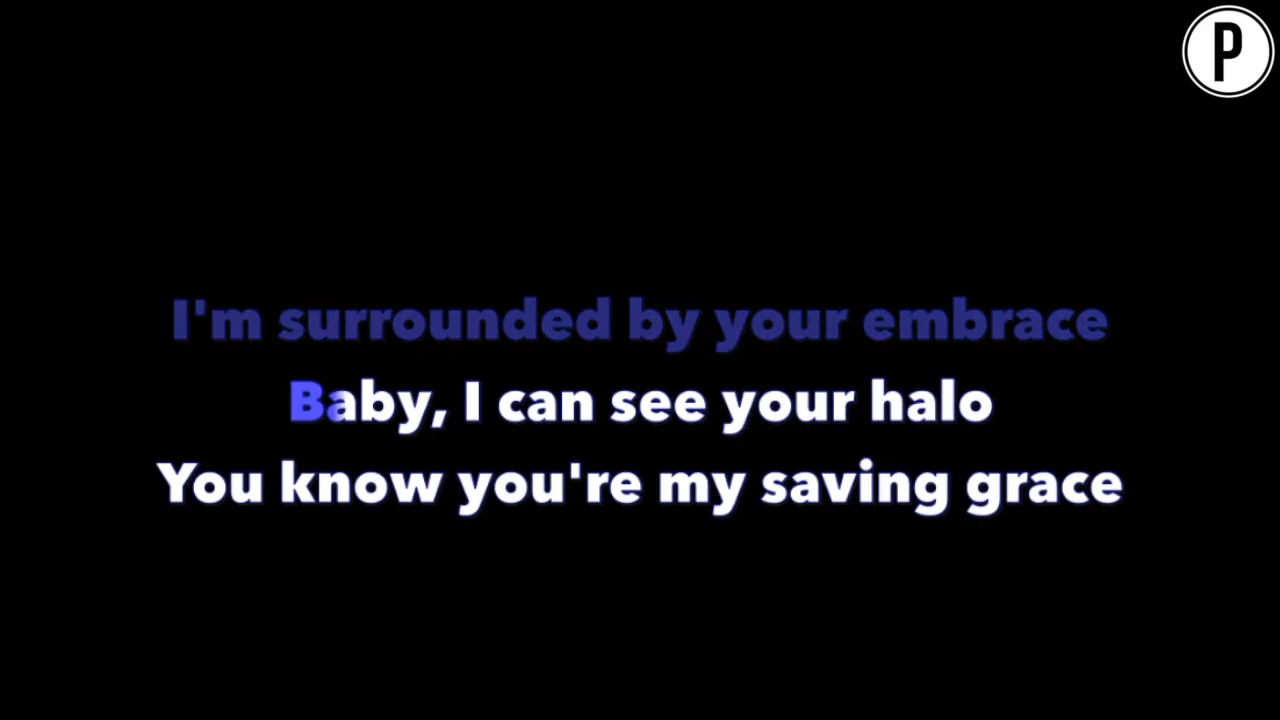 P
I'm surrounded by your embrace
Baby, I can see your halo
You know you're my saving grace